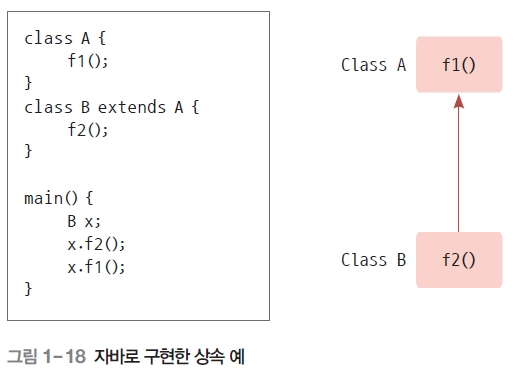 class A {
f1();
}
class B extends A {
f2();
}
main() {
B x;
x.f2();
x.f1();
}
Class A f1()
Class B f2()
그림 1-18 자바로 구현한 상속 예